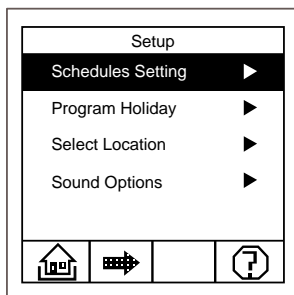 Setup
Schedules Setting
Program Holiday
Select Location
Sound Options
?